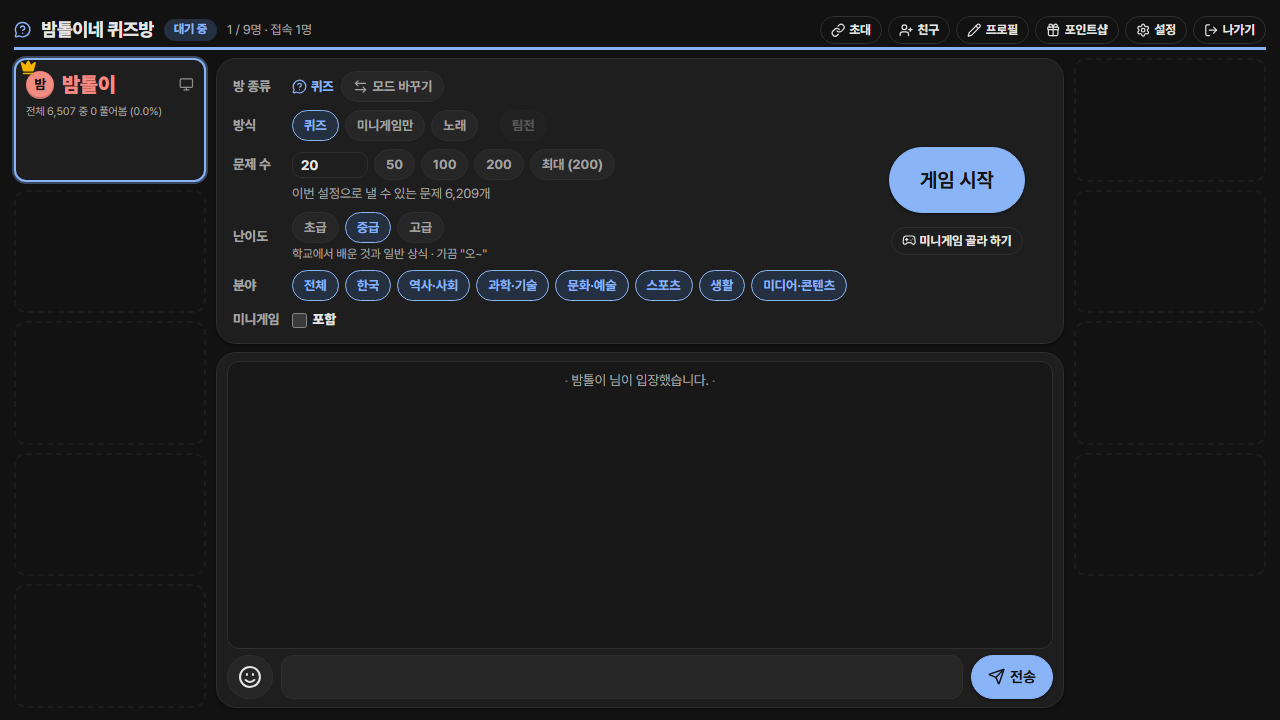 밤톨이네 퀴즈방 대기 중 1 / 9명 · 접속 1명 초대 친구 프로필 포인트샵 설정 나가기
밤 밤톨이
전체 6,507 중 0 풀어봄 (0.0%)
방 종류 퀴즈 모드 바꾸기
방식 퀴즈 미니게임만 노래 팀전
문제 수 20 50 100 200 최대 (200)
이번 설정으로 낼 수 있는 문제 6,209개
난이도 초급 중급 고급
학교에서 배운 것과 일반 상식 · 가끔 "오~"
분야 전체 한국 역사·사회 과학·기술 문화·예술 스포츠 생활 미디어·콘텐츠
미니게임 포함
게임 시작
미니게임 골라 하기
· 밤톨이 님이 입장했습니다. ·
전송